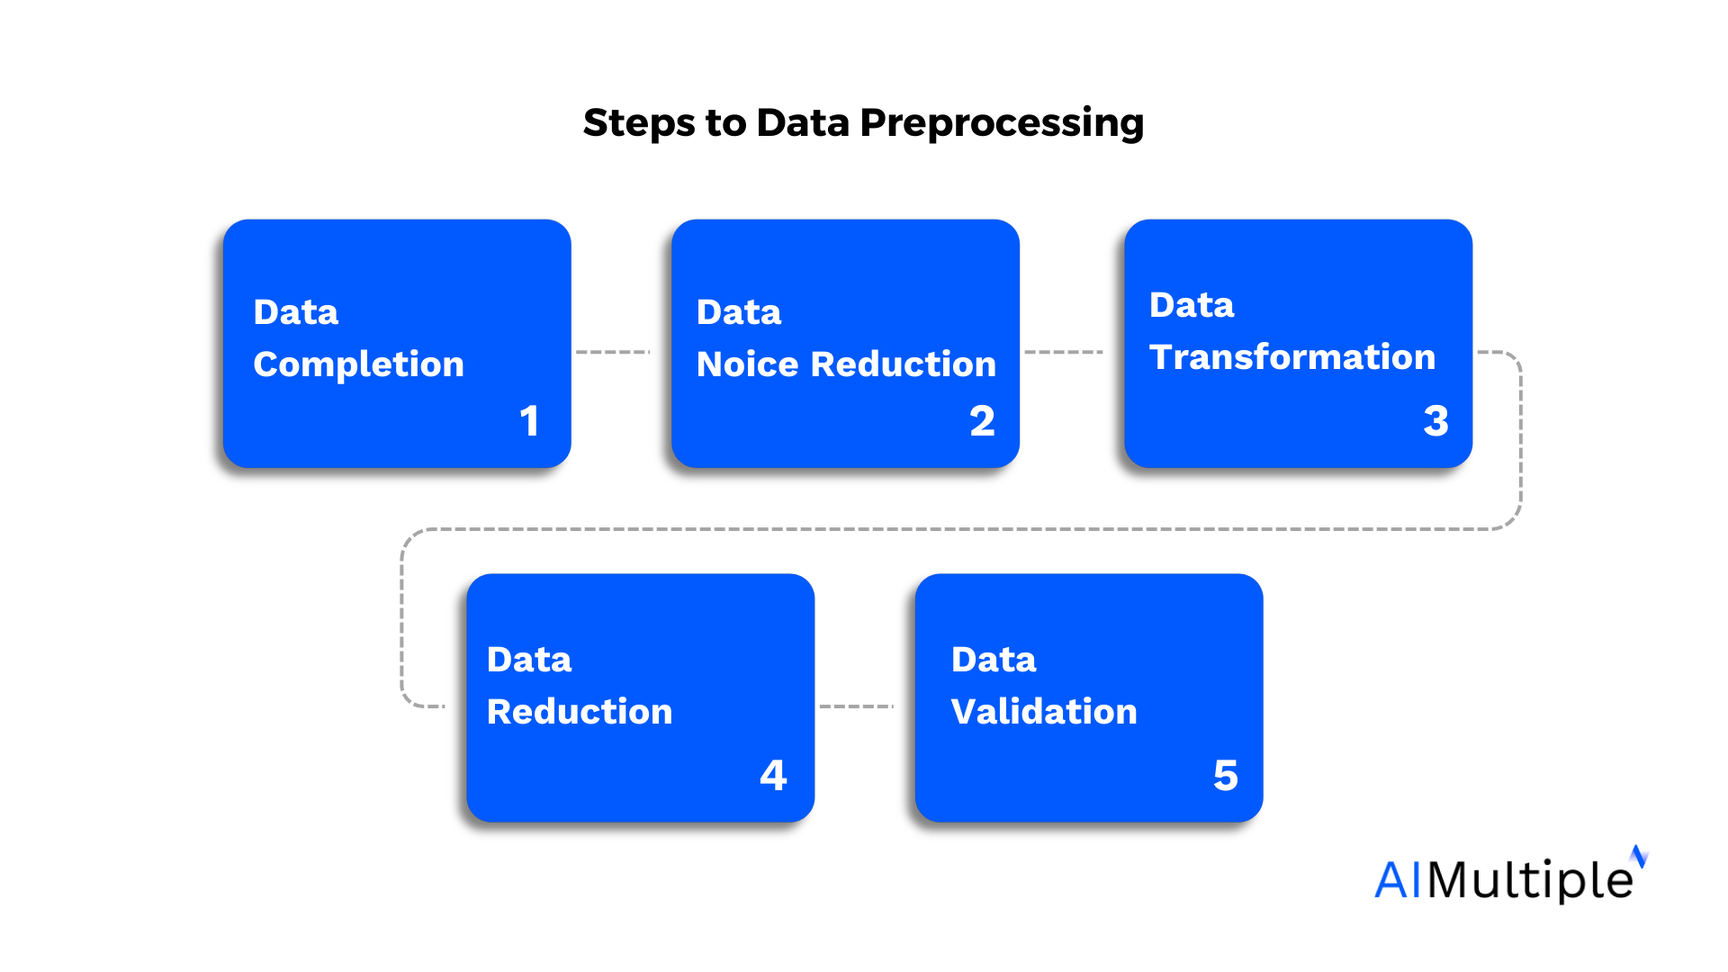 Steps to Data Preprocessing
Data
Completion
1
Data
Noice Reduction
2
Data
Transformation
3
Data
Reduction
4
Data
Validation
5
AIMultiple